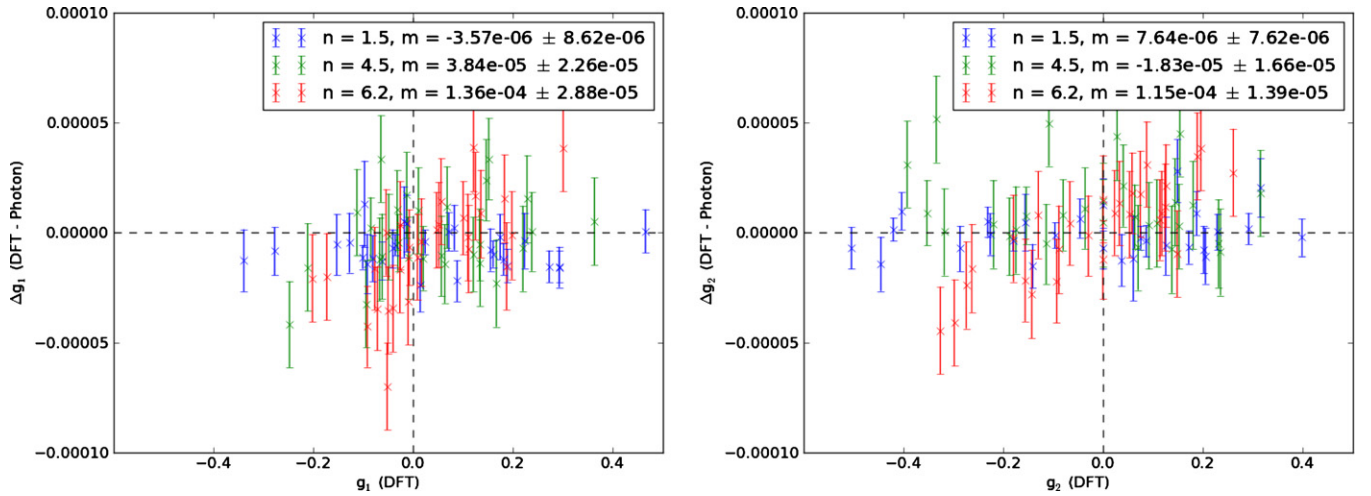 0.00010
n = 1.5, m = -3.57e-06 ± 8.62e-06
n = 4.5, m = 3.84e-05 ± 2.26e-05
n = 6.2, m = 1.36e-04 ± 2.88e-05
0.00005
0.00000
−0.00005
−0.00010
Δg₁ (DFT - Photon)
−0.4 −0.2 0.0 0.2 0.4
g₁ (DFT)
0.00010
n = 1.5, m = 7.64e-06 ± 7.62e-06
n = 4.5, m = -1.83e-05 ± 1.66e-05
n = 6.2, m = 1.15e-04 ± 1.39e-05
0.00005
0.00000
−0.00005
−0.00010
Δg₂ (DFT - Photon)
−0.4 −0.2 0.0 0.2 0.4
g₂ (DFT)